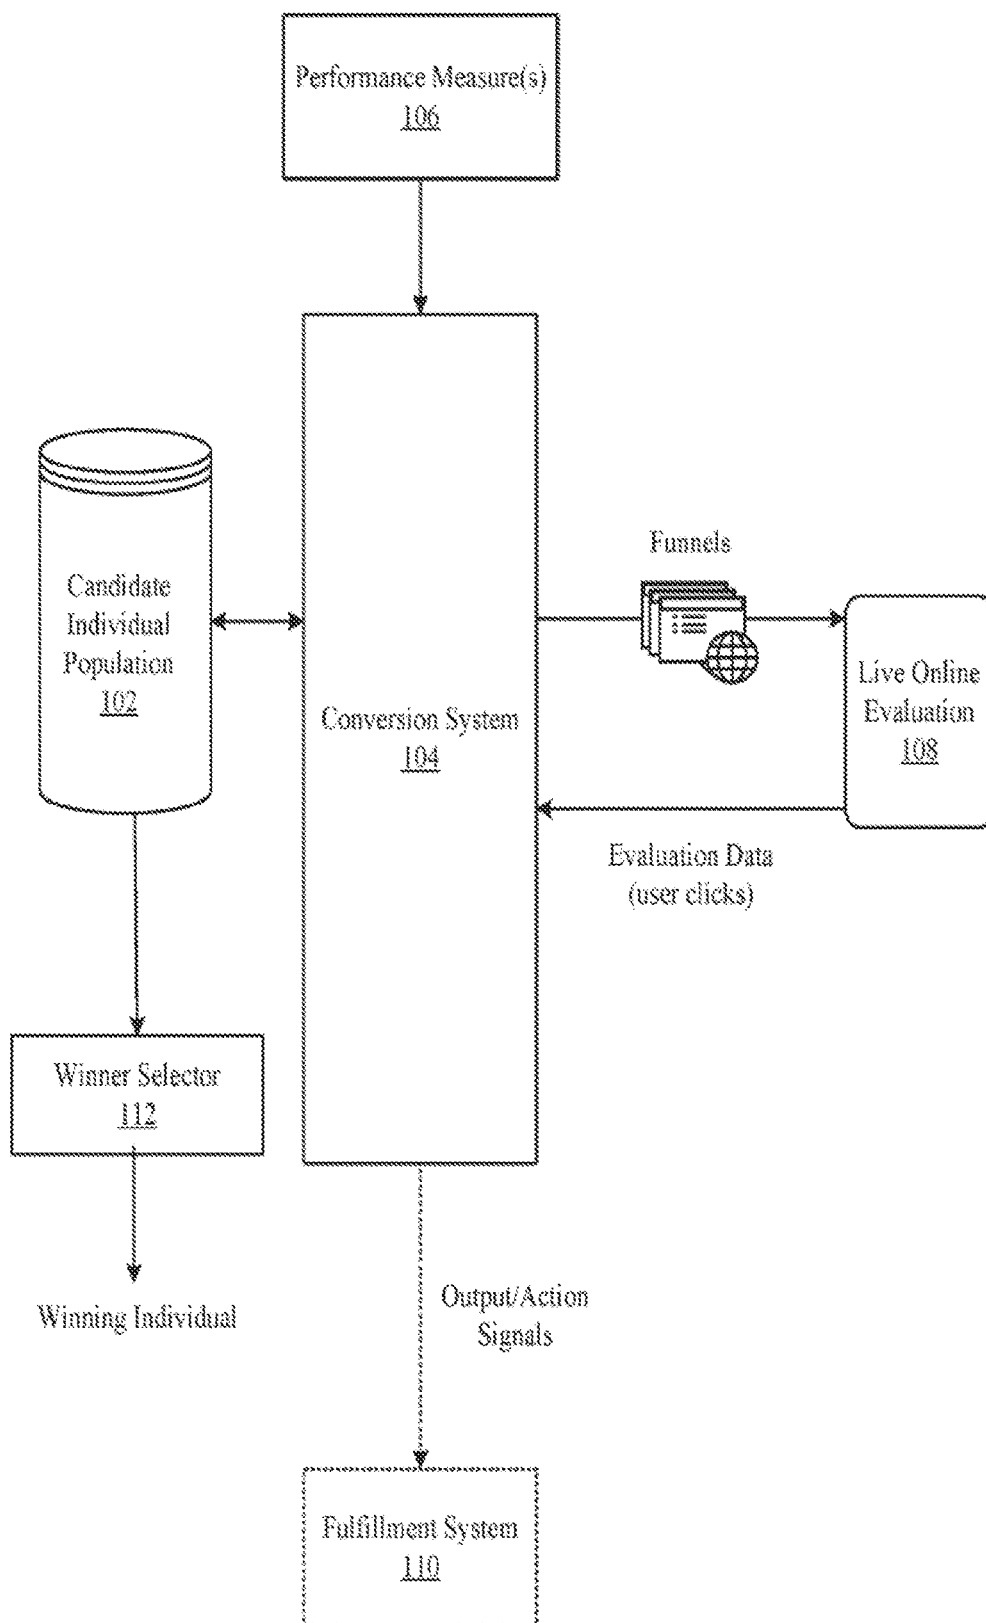 Performance Measure(s)
106
Funnels
Candidate
Individual
Population
102
Live Online
Evaluation
108
Conversion System
104
Evaluation Data
(user clicks)
Winner Selector
112
Winning Individual
Output/Action
Signals
Fulfillment System
110